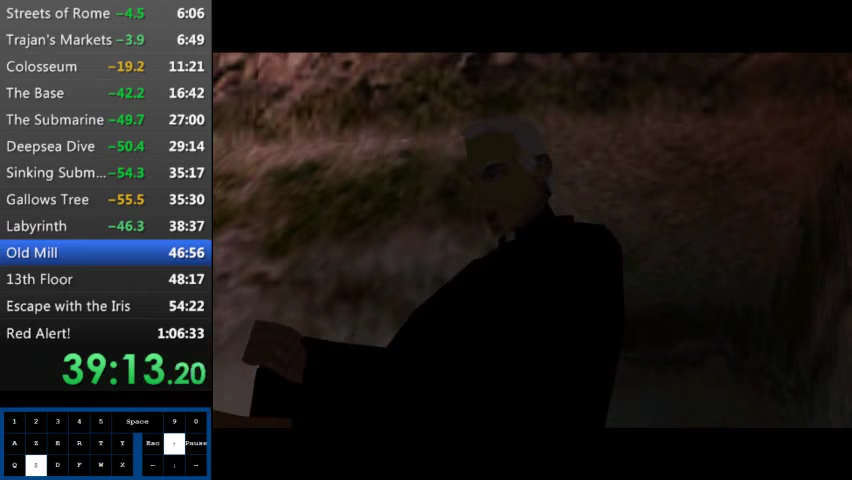 Streets of Rome −4.5 6:06
Trajan's Markets −3.9 6:49
Colosseum −19.2 11:21
The Base −42.2 16:42
The Submarine −49.7 27:00
Deepsea Dive −50.4 29:14
Sinking Subm... −54.3 35:17
Gallows Tree −55.5 35:30
Labyrinth −46.3 38:37
Old Mill 46:56
13th Floor 48:17
Escape with the Iris 54:22
Red Alert! 1:06:33
39:13.20
1 2 3 4 5 Space 9 0
A Z E R T Y Esc ↑ Pause
Q S D F W X ← ↓ →